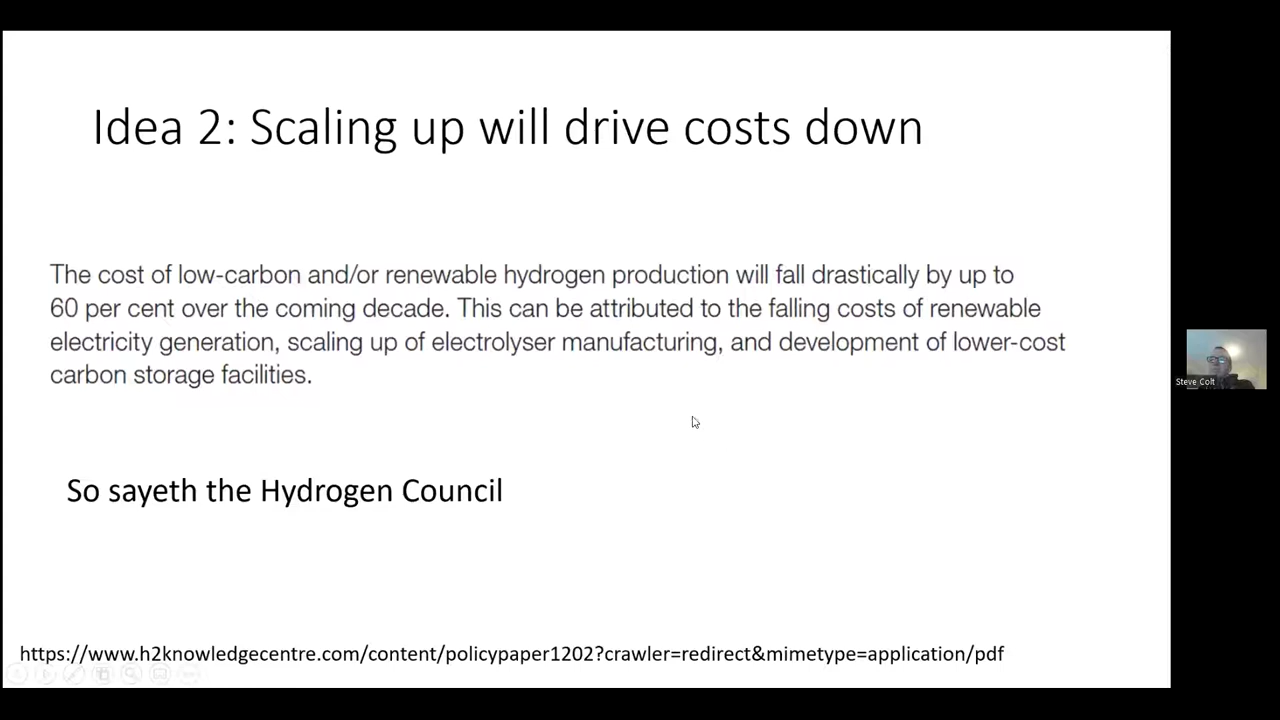 Idea 2: Scaling up will drive costs down
The cost of low-carbon and/or renewable hydrogen production will fall drastically by up to
60 per cent over the coming decade. This can be attributed to the falling costs of renewable
electricity generation, scaling up of electrolyser manufacturing, and development of lower-cost
carbon storage facilities.
Steve Colt
So sayeth the Hydrogen Council
https://www.h2knowledgecentre.com/content/policypaper1202?crawler=redirect&mimetype=application/pdf